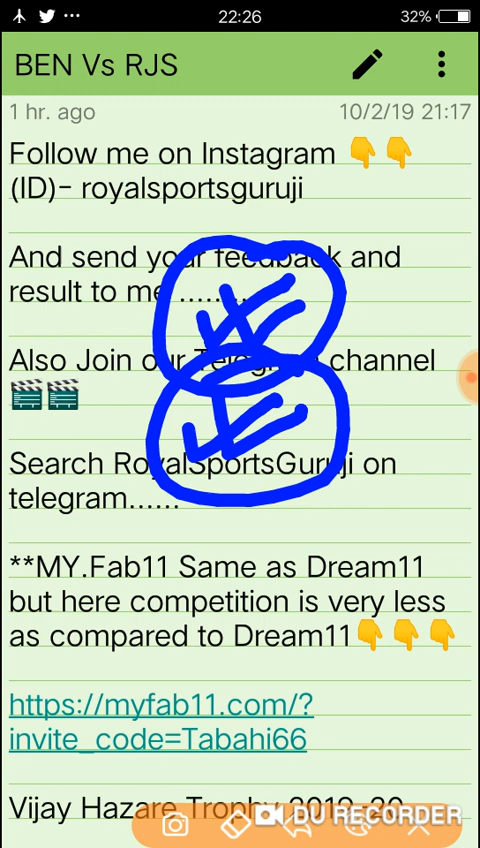 22:26
32%
BEN Vs RJS
1 hr. ago 10/2/19 21:17
Follow me on Instagram 👇👇
(ID)- royalsportsguruji
And send your feedback and
result to me ........
Also Join our Telegram channel
🎬🎬
Search RoyalSportsGuruji on
telegram......
**MY.Fab11 Same as Dream11
but here competition is very less
as compared to Dream11👇👇👇
https://myfab11.com/?
invite_code=Tabahi66
Vijay Hazare Trophy 2019-20
DU RECORDER